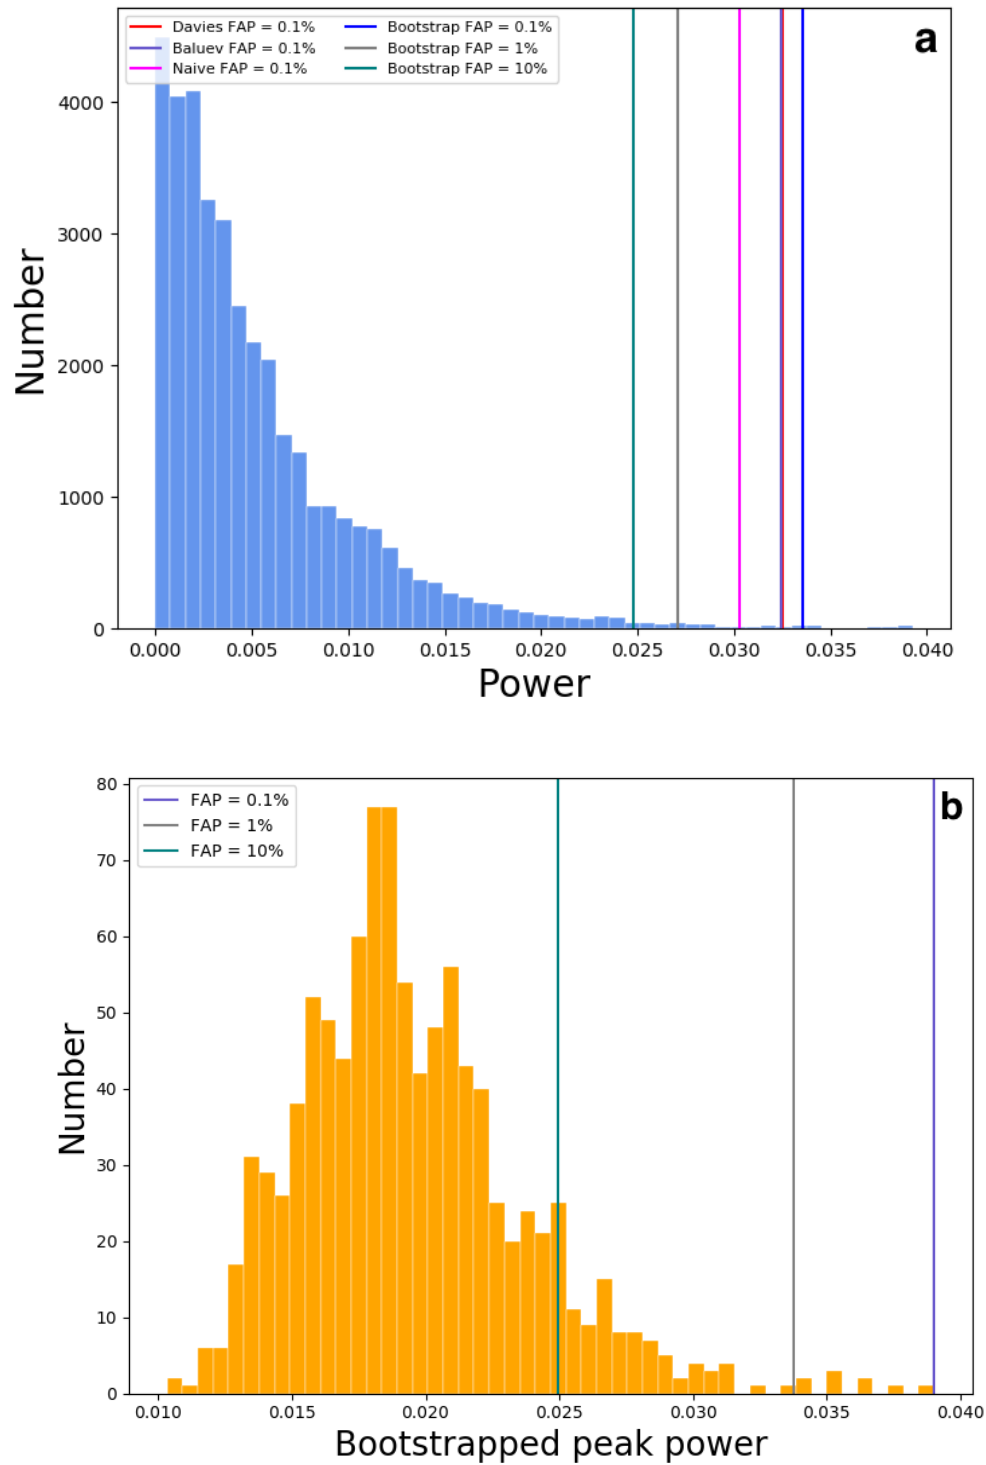 Davies FAP = 0.1%
Baluev FAP = 0.1%
Naive FAP = 0.1%
Bootstrap FAP = 0.1%
Bootstrap FAP = 1%
Bootstrap FAP = 10%
a
4000
3000
2000
1000
0
Number
0.000 0.005 0.010 0.015 0.020 0.025 0.030 0.035 0.040
Power
FAP = 0.1%
FAP = 1%
FAP = 10%
b
80
70
60
50
40
30
20
10
0
Number
0.010 0.015 0.020 0.025 0.030 0.035 0.040
Bootstrapped peak power